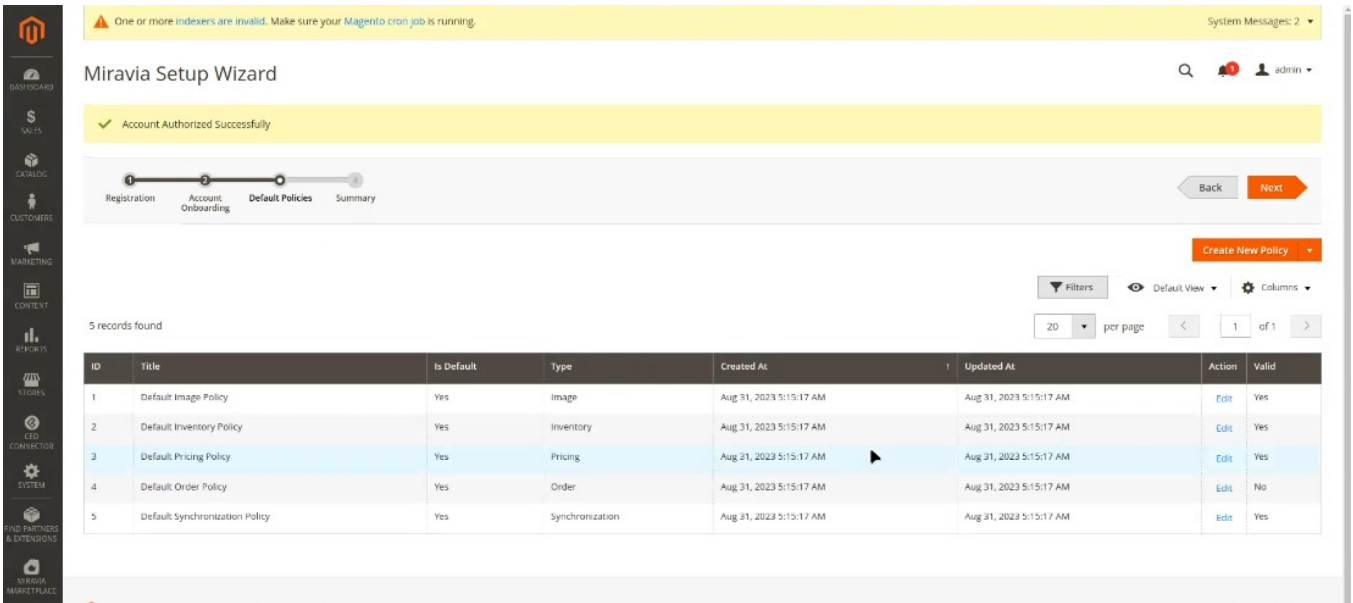 One or more indexers are invalid. Make sure your Magento cron job is running.
System Messages: 2
Miravia Setup Wizard
1
admin
Account Authorized Successfully
1 2 4
Registration Account Onboarding Default Policies Summary
Back Next
Create New Policy
Filters Default View Columns
5 records found
20 per page 1 of 1
ID Title Is Default Type Created At ↑ Updated At Action Valid
1 Default Image Policy Yes Image Aug 31, 2023 5:15:17 AM Aug 31, 2023 5:15:17 AM Edit Yes
2 Default Inventory Policy Yes Inventory Aug 31, 2023 5:15:17 AM Aug 31, 2023 5:15:17 AM Edit Yes
3 Default Pricing Policy Yes Pricing Aug 31, 2023 5:15:17 AM Aug 31, 2023 5:15:17 AM Edit Yes
4 Default Order Policy Yes Order Aug 31, 2023 5:15:17 AM Aug 31, 2023 5:15:17 AM Edit No
5 Default Synchronization Policy Yes Synchronization Aug 31, 2023 5:15:17 AM Aug 31, 2023 5:15:17 AM Edit Yes
DASHBOARD
SALES
CATALOG
CUSTOMERS
MARKETING
CONTENT
REPORTS
STORES
CED
CONNECTOR
SYSTEM
FIND PARTNERS
& EXTENSIONS
MIRAVIA
MARKETPLACE